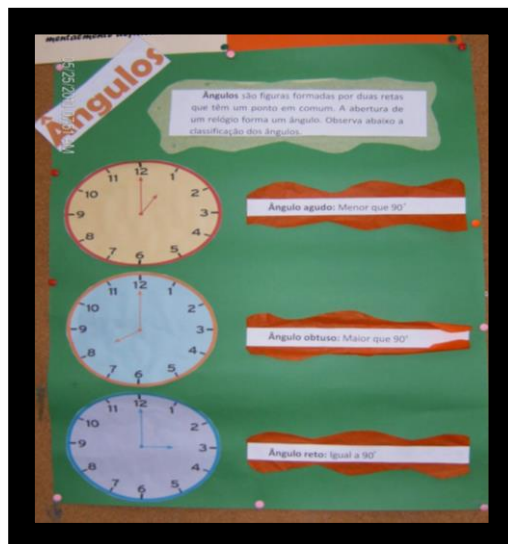 Ângulos
Ângulos são figuras formadas por duas retas
que têm um ponto em comum. A abertura de
um relógio forma um ângulo. Observa abaixo a
classificação dos ângulos.
12
11 1
10 2
9 3
8 4
7 5
6
Ângulo agudo: Menor que 90°
12
11 1
10 2
9 3
8 4
7 5
6
Ângulo obtuso: Maior que 90°
12
11 1
10 2
9 3
8 4
7 5
6
Ângulo reto: Igual a 90°